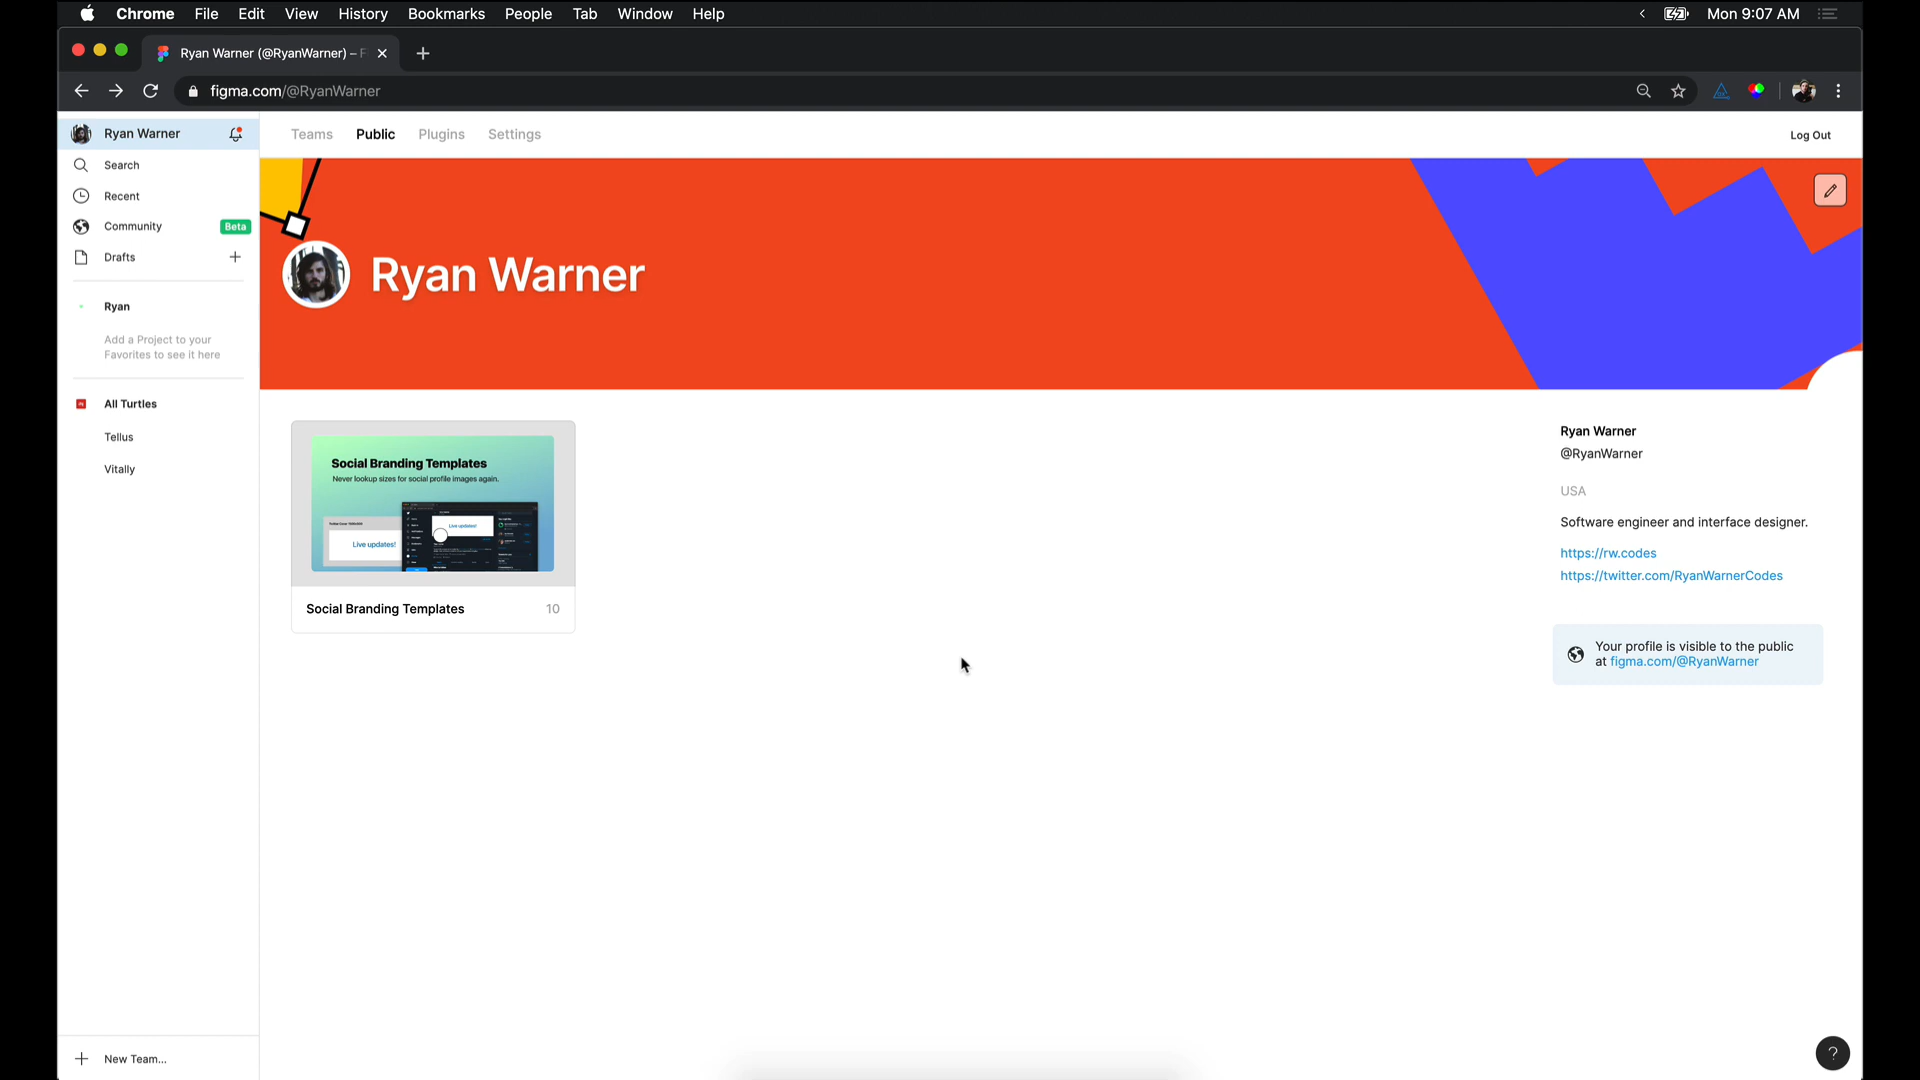 Chrome File Edit View History Bookmarks People Tab Window Help Mon 9:07 AM
Ryan Warner (@RyanWarner) – F
figma.com/@RyanWarner
Ryan Warner
Search
Recent
Community Beta
Drafts
Ryan
Add a Project to your
Favorites to see it here
All Turtles
Tellus
Vitally
New Team...
Teams Public Plugins Settings Log Out
Ryan Warner
Social Branding Templates
Never lookup sizes for social profile images again.
Live updates!
Live updates!
Social Branding Templates 10
Ryan Warner
@RyanWarner
USA
Software engineer and interface designer.
https://rw.codes
https://twitter.com/RyanWarnerCodes
Your profile is visible to the public
at figma.com/@RyanWarner
?